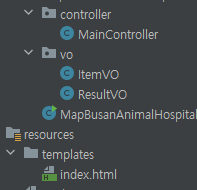 controller
MainController
vo
ItemVO
ResultVO
MapBusanAnimalHospital
resources
templates
index.html